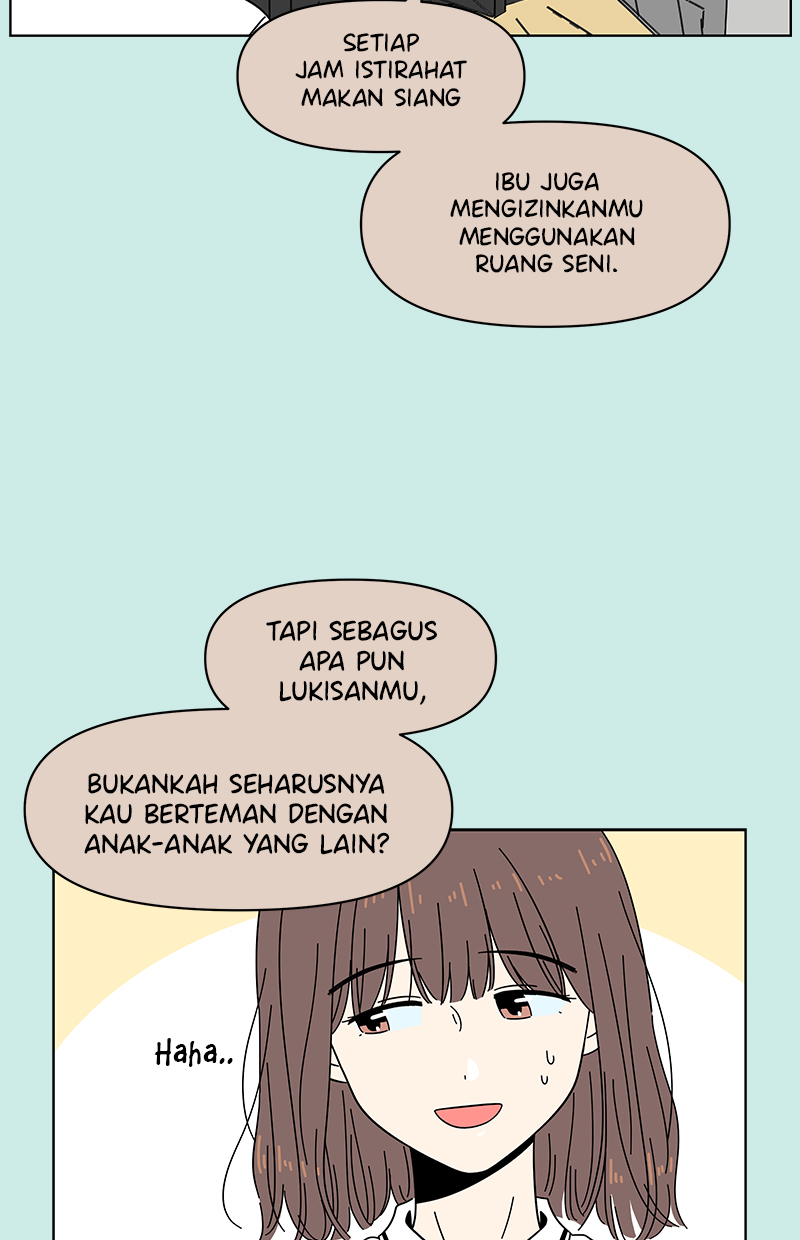 SETIAP
JAM ISTIRAHAT
MAKAN SIANG
IBU JUGA
MENGIZINKANMU
MENGGUNAKAN
RUANG SENI.
TAPI SEBAGUS
APA PUN
LUKISANMU,
BUKANKAH SEHARUSNYA
KAU BERTEMAN DENGAN
ANAK-ANAK YANG LAIN?
Haha..